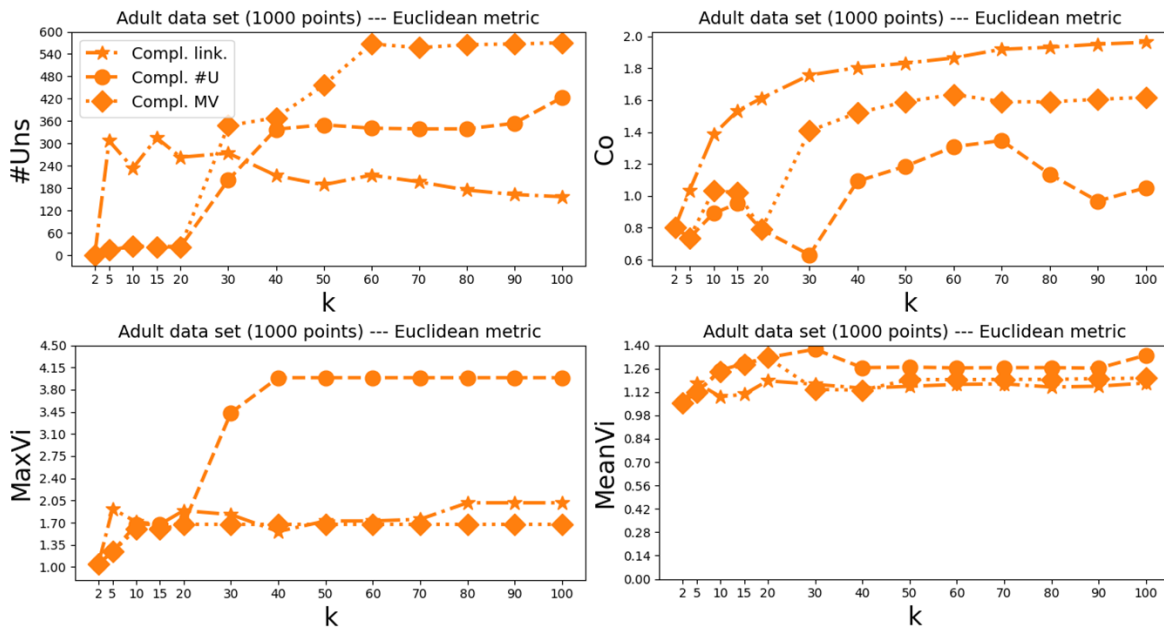 Adult data set (1000 points) --- Euclidean metric
600
540
480
420
360
300
240
180
120
60
0
#Uns
Compl. link.
Compl. #U
Compl. MV
2 5 10 15 20 30 40 50 60 70 80 90 100
k
Adult data set (1000 points) --- Euclidean metric
2.0
1.8
1.6
1.4
1.2
1.0
0.8
0.6
Co
2 5 10 15 20 30 40 50 60 70 80 90 100
k
Adult data set (1000 points) --- Euclidean metric
4.50
4.15
3.80
3.45
3.10
2.75
2.40
2.05
1.70
1.35
1.00
MaxVi
2 5 10 15 20 30 40 50 60 70 80 90 100
k
Adult data set (1000 points) --- Euclidean metric
1.40
1.26
1.12
0.98
0.84
0.70
0.56
0.42
0.28
0.14
0.00
MeanVi
2 5 10 15 20 30 40 50 60 70 80 90 100
k